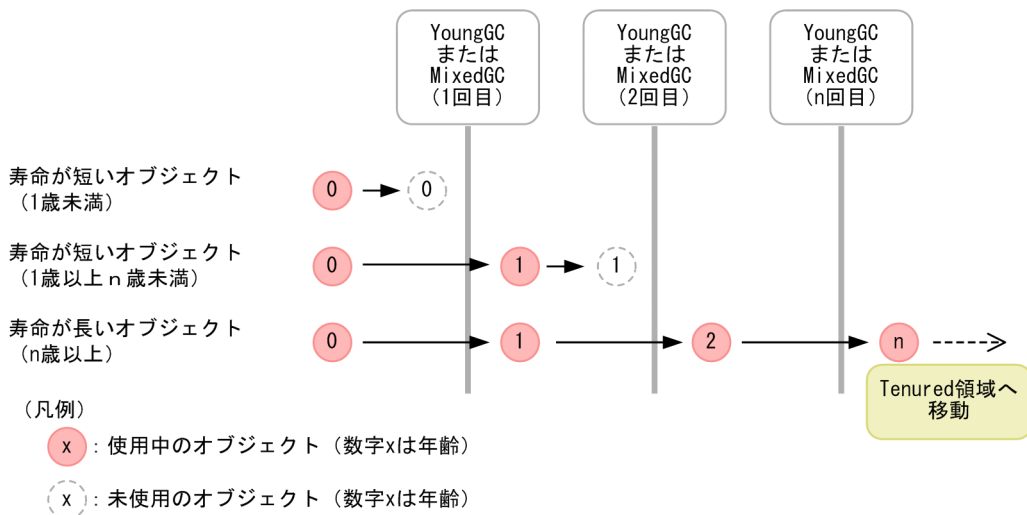 YoungGC
または
MixedGC
（1回目）
YoungGC
または
MixedGC
（2回目）
YoungGC
または
MixedGC
（n回目）
寿命が短いオブジェクト
（1歳未満）
0
0
寿命が短いオブジェクト
（1歳以上ｎ歳未満）
0
1
1
寿命が長いオブジェクト
（n歳以上）
0
1
2
n
Tenured領域へ
移動
（凡例）
x：使用中のオブジェクト（数字xは年齢）
x：未使用のオブジェクト（数字xは年齢）